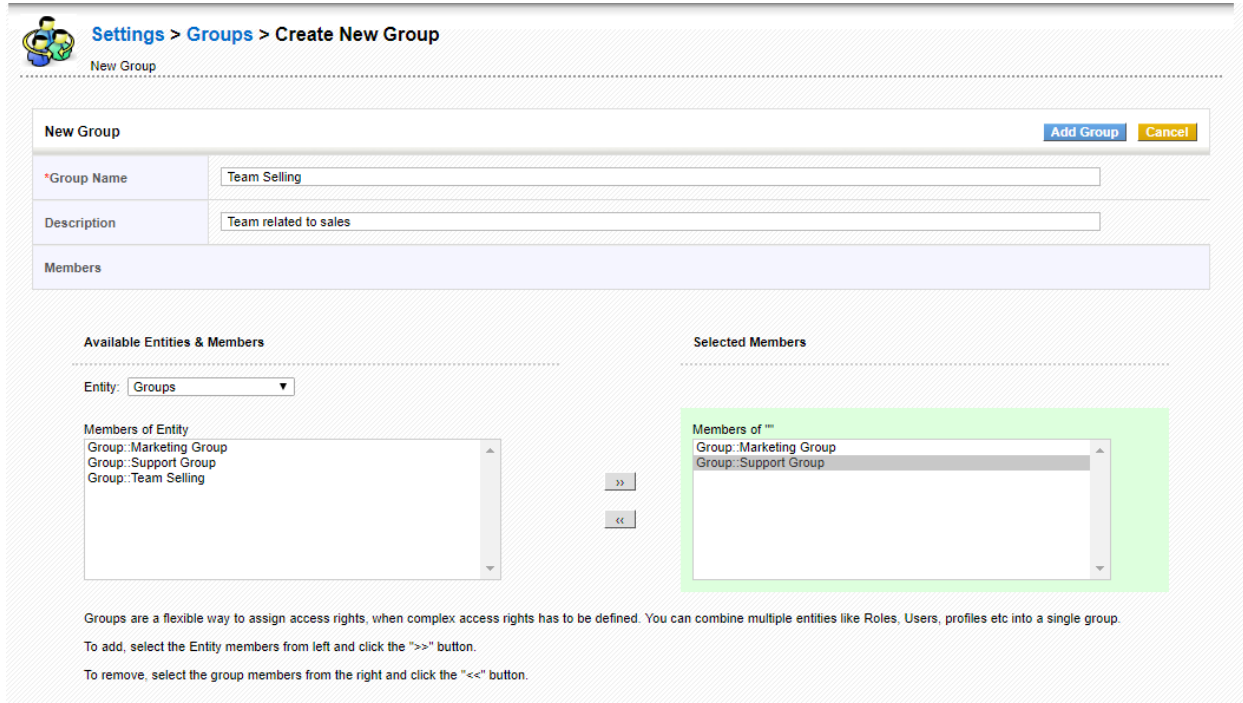 Settings > Groups > Create New Group
New Group
New Group
Add Group
Cancel
*Group Name
Team Selling
Description
Team related to sales
Members
Available Entities & Members
Selected Members
Entity: Groups
Members of Entity
Group::Marketing Group
Group::Support Group
Group::Team Selling
>>
<<
Members of ""
Group::Marketing Group
Group::Support Group
Groups are a flexible way to assign access rights, when complex access rights has to be defined. You can combine multiple entities like Roles, Users, profiles etc into a single group.
To add, select the Entity members from left and click the ">>" button.
To remove, select the group members from the right and click the "<<" button.